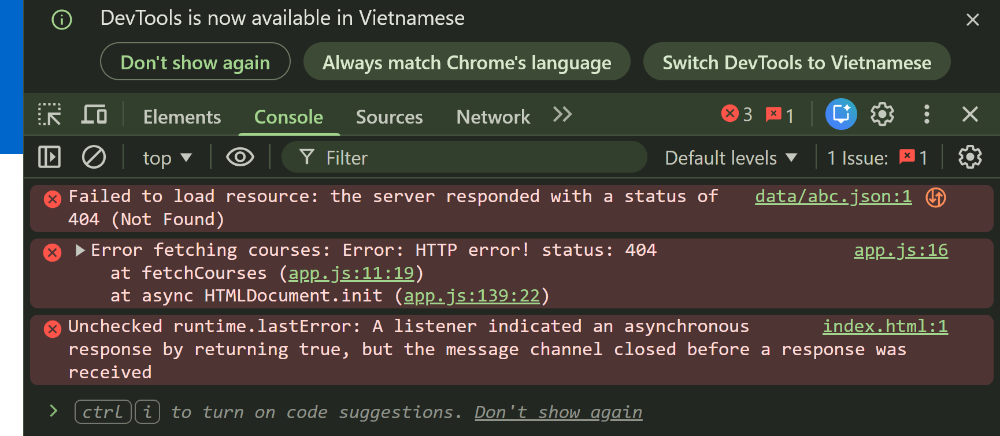 DevTools is now available in Vietnamese
Don't show again Always match Chrome's language Switch DevTools to Vietnamese
Elements Console Sources Network 3 1
top Filter Default levels 1 Issue: 1
Failed to load resource: the server responded with a status of data/abc.json:1
404 (Not Found)
Error fetching courses: Error: HTTP error! status: 404 app.js:16
at fetchCourses (app.js:11:19)
at async HTMLDocument.init (app.js:139:22)
Unchecked runtime.lastError: A listener indicated an asynchronous index.html:1
response by returning true, but the message channel closed before a response was
received
ctrl i to turn on code suggestions. Don't show again